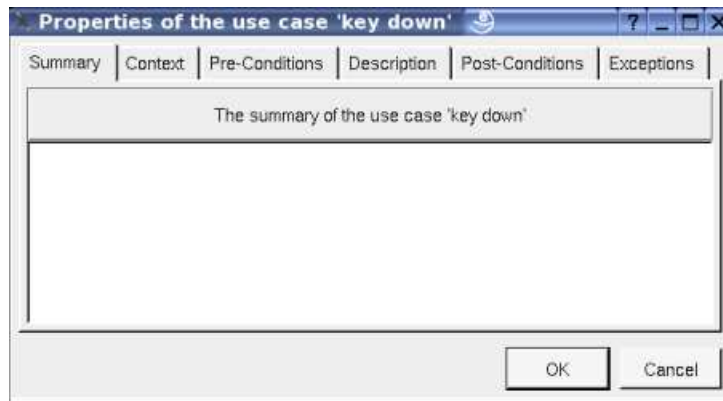 Properties of the use case 'key down'
Summary Context Pre-Conditions Description Post-Conditions Exceptions
The summary of the use case 'key down'
OK Cancel